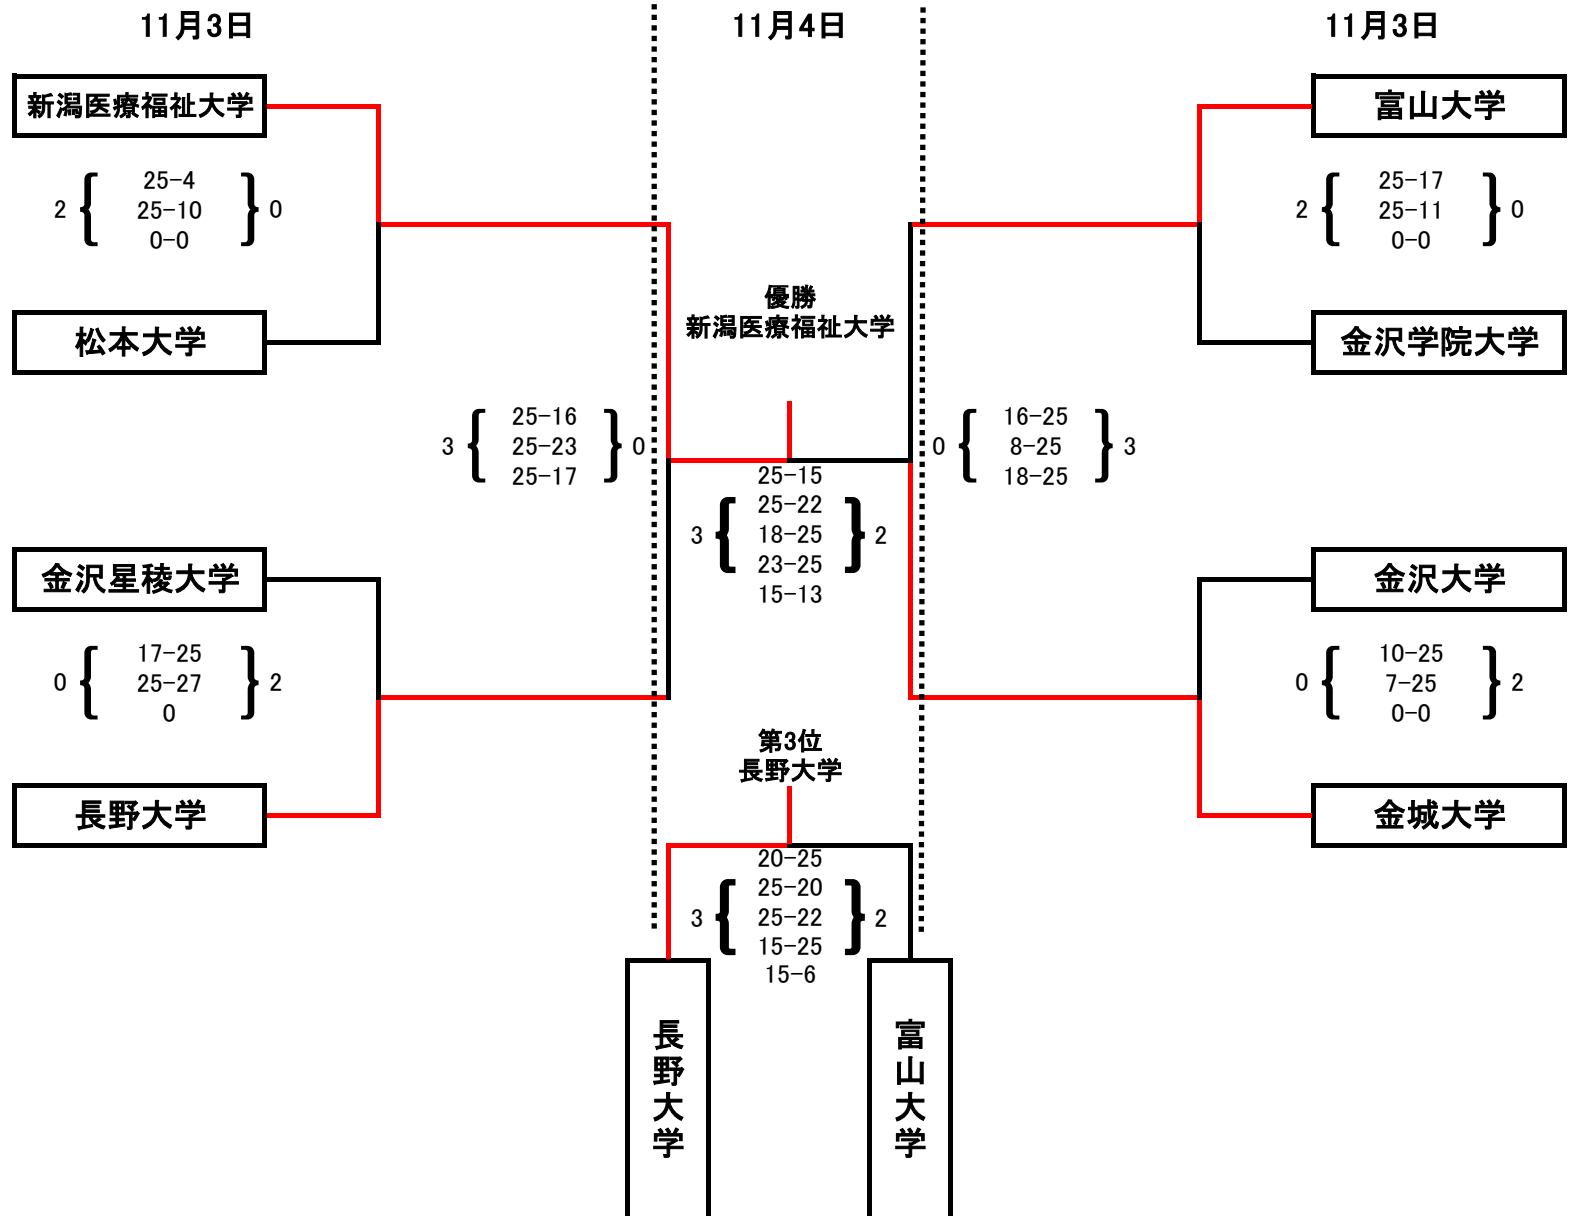 11月3日
11月4日
11月3日
新潟医療福祉大学
富山大学
2 { 25-4 } 0
25-10
0-0
2 { 25-17 } 0
25-11
0-0
優勝
新潟医療福祉大学
松本大学
金沢学院大学
3 { 25-16 } 0
25-23
25-17
0 { 16-25 } 3
8-25
18-25
25-15
25-22
3 { 18-25 } 2
23-25
15-13
金沢星稜大学
金沢大学
0 { 17-25 } 2
25-27
0
0 { 10-25 } 2
7-25
0-0
第3位
長野大学
長野大学
金城大学
20-25
25-20
3 { 25-22 } 2
15-25
15-6
長野大学
富山大学